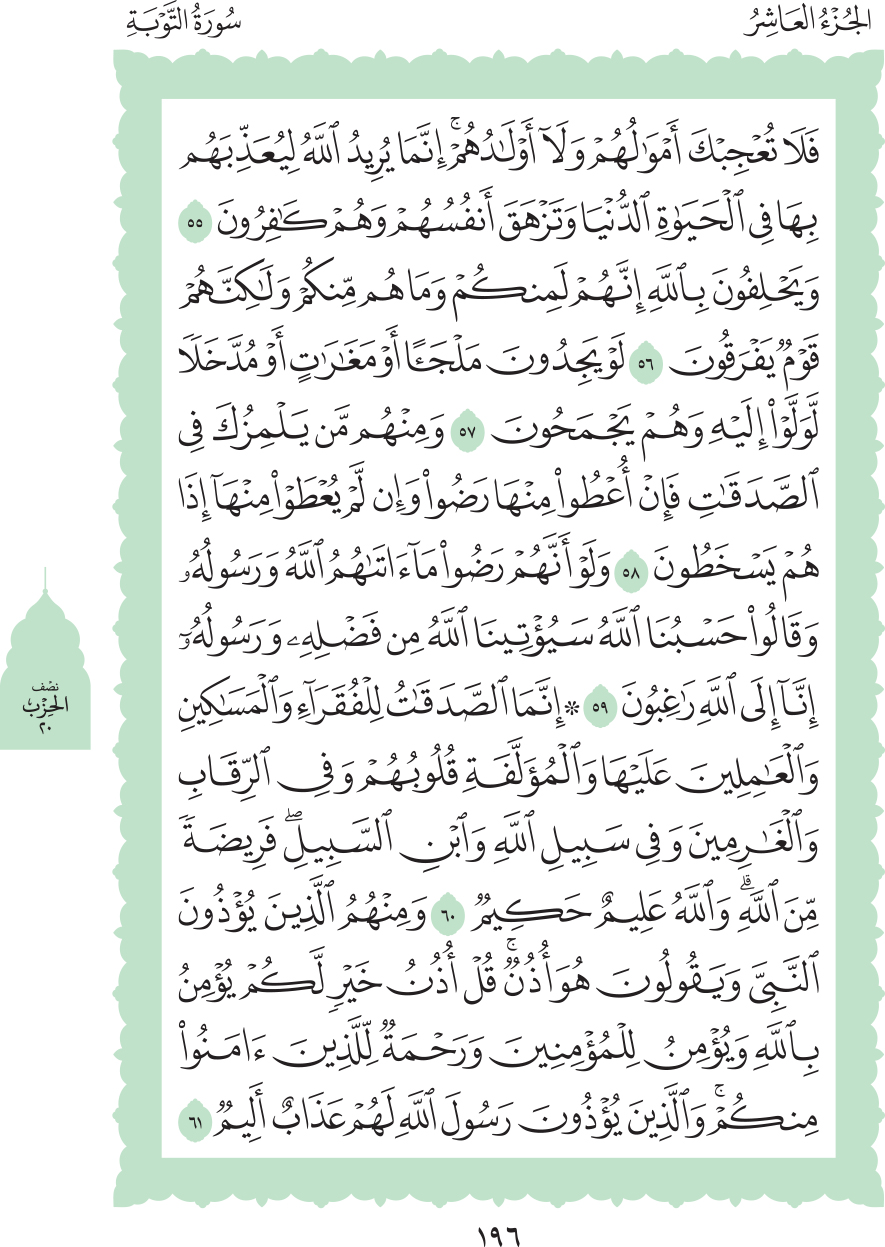 الجُزْءُ العَاشِرُ
سُورَةُ التَّوْبَةِ
فَلَا تُعْجِبْكَ أَمْوَٰلُهُمْ وَلَآ أَوْلَٰدُهُمْ ۚ إِنَّمَا يُرِيدُ ٱللَّهُ لِيُعَذِّبَهُم
بِهَا فِى ٱلْحَيَوٰةِ ٱلدُّنْيَا وَتَزْهَقَ أَنفُسُهُمْ وَهُمْ كَٰفِرُونَ ٥٥
وَيَحْلِفُونَ بِٱللَّهِ إِنَّهُمْ لَمِنكُمْ وَمَا هُم مِّنكُمْ وَلَٰكِنَّهُمْ
قَوْمٌ يَفْرَقُونَ ٥٦ لَوْ يَجِدُونَ مَلْجَـًٔا أَوْ مَغَٰرَٰتٍ أَوْ مُدَّخَلًا
لَّوَلَّوْا۟ إِلَيْهِ وَهُمْ يَجْمَحُونَ ٥٧ وَمِنْهُم مَّن يَلْمِزُكَ فِى
ٱلصَّدَقَٰتِ فَإِنْ أُعْطُوا۟ مِنْهَا رَضُوا۟ وَإِن لَّمْ يُعْطَوْا۟ مِنْهَآ إِذَا
هُمْ يَسْخَطُونَ ٥٨ وَلَوْ أَنَّهُمْ رَضُوا۟ مَآ ءَاتَىٰهُمُ ٱللَّهُ وَرَسُولُهُۥ
وَقَالُوا۟ حَسْبُنَا ٱللَّهُ سَيُؤْتِينَا ٱللَّهُ مِن فَضْلِهِۦ وَرَسُولُهُۥٓ
إِنَّآ إِلَى ٱللَّهِ رَٰغِبُونَ ٥٩ * إِنَّمَا ٱلصَّدَقَٰتُ لِلْفُقَرَآءِ وَٱلْمَسَٰكِينِ
وَٱلْعَٰمِلِينَ عَلَيْهَا وَٱلْمُؤَلَّفَةِ قُلُوبُهُمْ وَفِى ٱلرِّقَابِ
وَٱلْغَٰرِمِينَ وَفِى سَبِيلِ ٱللَّهِ وَٱبْنِ ٱلسَّبِيلِ ۖ فَرِيضَةً
مِّنَ ٱللَّهِ ۗ وَٱللَّهُ عَلِيمٌ حَكِيمٌ ٦٠ وَمِنْهُمُ ٱلَّذِينَ يُؤْذُونَ
ٱلنَّبِىَّ وَيَقُولُونَ هُوَ أُذُنٌ ۚ قُلْ أُذُنُ خَيْرٍ لَّكُمْ يُؤْمِنُ
بِٱللَّهِ وَيُؤْمِنُ لِلْمُؤْمِنِينَ وَرَحْمَةٌ لِّلَّذِينَ ءَامَنُوا۟
مِنكُمْ ۚ وَٱلَّذِينَ يُؤْذُونَ رَسُولَ ٱللَّهِ لَهُمْ عَذَابٌ أَلِيمٌ ٦١
نصف
الحِزْب
٢٠
١٩٦